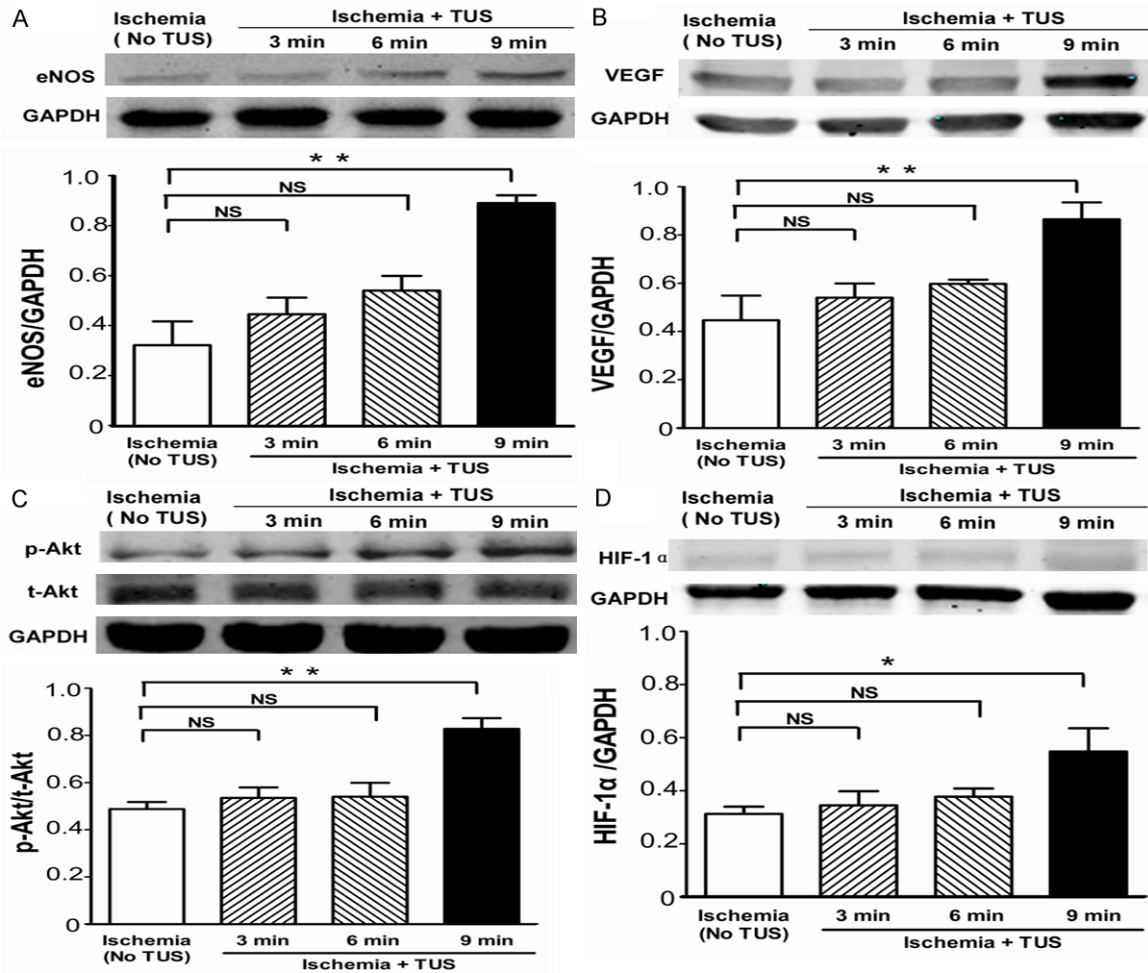 A
Ischemia
( No TUS)
Ischemia + TUS
3 min 6 min 9 min
eNOS
GAPDH
* *
NS
NS
eNOS/GAPDH
1.0
0.8
0.6
0.4
0.2
0
Ischemia
(No TUS)
3 min 6 min 9 min
Ischemia + TUS
B
Ischemia
( No TUS)
Ischemia + TUS
3 min 6 min 9 min
VEGF
GAPDH
* *
NS
NS
VEGF/GAPDH
1.0
0.8
0.6
0.4
0.2
0
Ischemia
(No TUS)
3 min 6 min 9 min
Ischemia + TUS
C
Ischemia
( No TUS)
Ischemia + TUS
3 min 6 min 9 min
p-Akt
t-Akt
GAPDH
* *
NS
NS
p-Akt/t-Akt
1.0
0.8
0.6
0.4
0.2
0
Ischemia
(No TUS)
3 min 6 min 9 min
Ischemia + TUS
D
Ischemia
( No TUS)
Ischemia + TUS
3 min 6 min 9 min
HIF-1 α
GAPDH
*
NS
NS
HIF-1α /GAPDH
1.0
0.8
0.6
0.4
0.2
0
Ischemia
(No TUS)
3 min 6 min 9 min
Ischemia + TUS